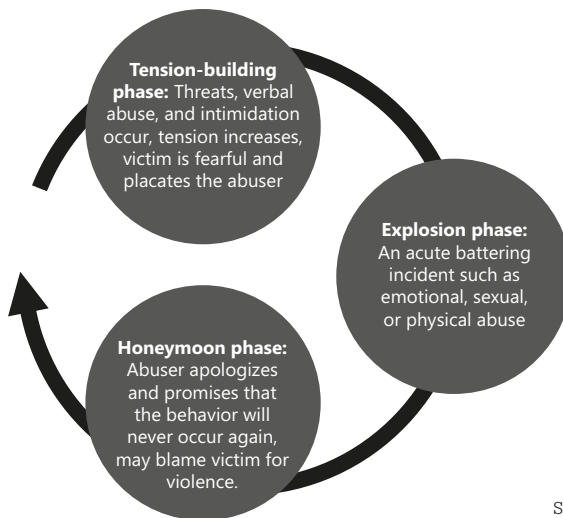 Tension-building
phase: Threats, verbal
abuse, and intimidation
occur, tension increases,
victim is fearful and
placates the abuser
Explosion phase:
An acute battering
incident such as
emotional, sexual,
or physical abuse
Honeymoon phase:
Abuser apologizes
and promises that
the behavior will
never occur again,
may blame victim for
violence.
S